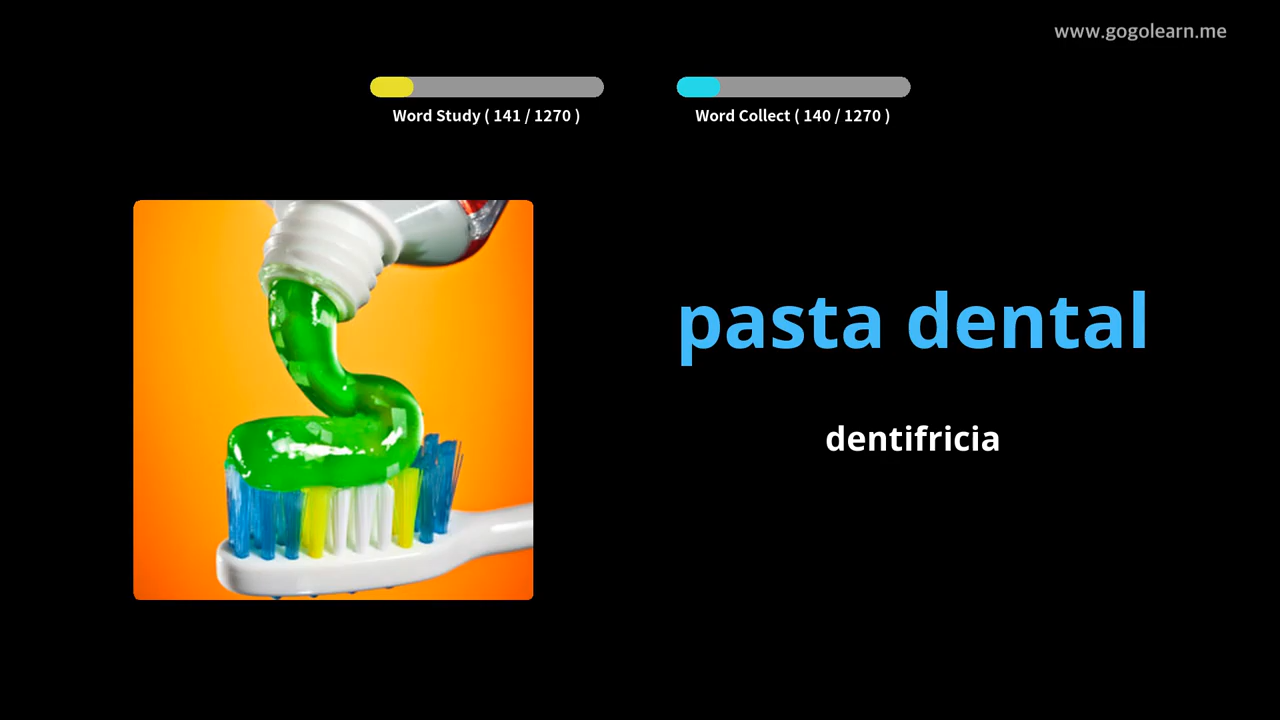 www.gogolearn.me
Word Study ( 141 / 1270 )
Word Collect ( 140 / 1270 )
pasta dental
dentifricia